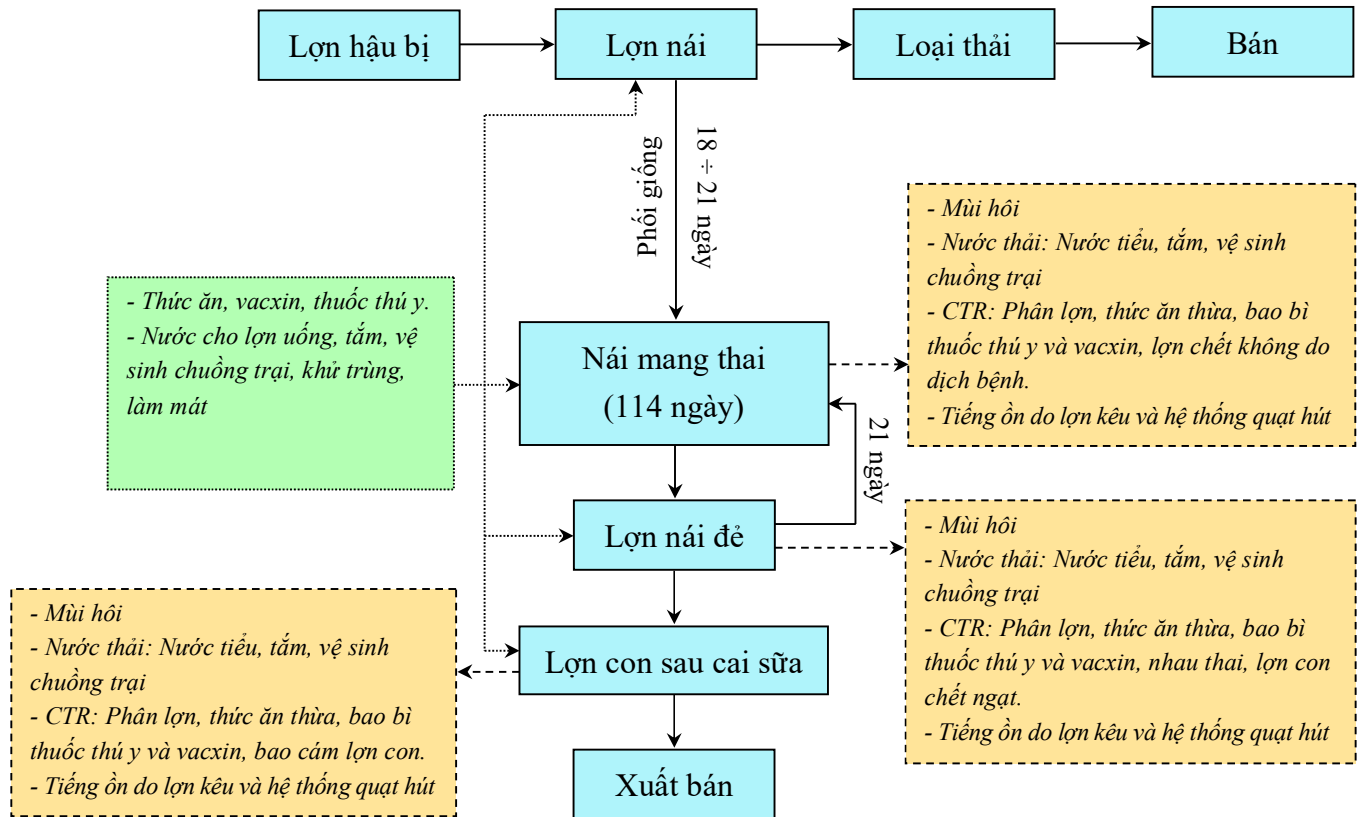 Lợn hậu bị
Lợn nái
Loại thải
Bán
Phối giống
18 ÷ 21 ngày
- Mùi hôi
- Nước thải: Nước tiểu, tắm, vệ sinh
chuồng trại
- CTR: Phân lợn, thức ăn thừa, bao bì
thuốc thú y và vacxin, lợn chết không do
dịch bệnh.
- Tiếng ồn do lợn kêu và hệ thống quạt hút
- Thức ăn, vacxin, thuốc thú y.
- Nước cho lợn uống, tắm, vệ
sinh chuồng trại, khử trùng,
làm mát
Nái mang thai
(114 ngày)
21 ngày
Lợn nái đẻ
- Mùi hôi
- Nước thải: Nước tiểu, tắm, vệ sinh
chuồng trại
- CTR: Phân lợn, thức ăn thừa, bao bì
thuốc thú y và vacxin, nhau thai, lợn con
chết ngạt.
- Tiếng ồn do lợn kêu và hệ thống quạt hút
- Mùi hôi
- Nước thải: Nước tiểu, tắm, vệ sinh
chuồng trại
- CTR: Phân lợn, thức ăn thừa, bao bì
thuốc thú y và vacxin, bao cám lợn con.
- Tiếng ồn do lợn kêu và hệ thống quạt hút
Lợn con sau cai sữa
Xuất bán